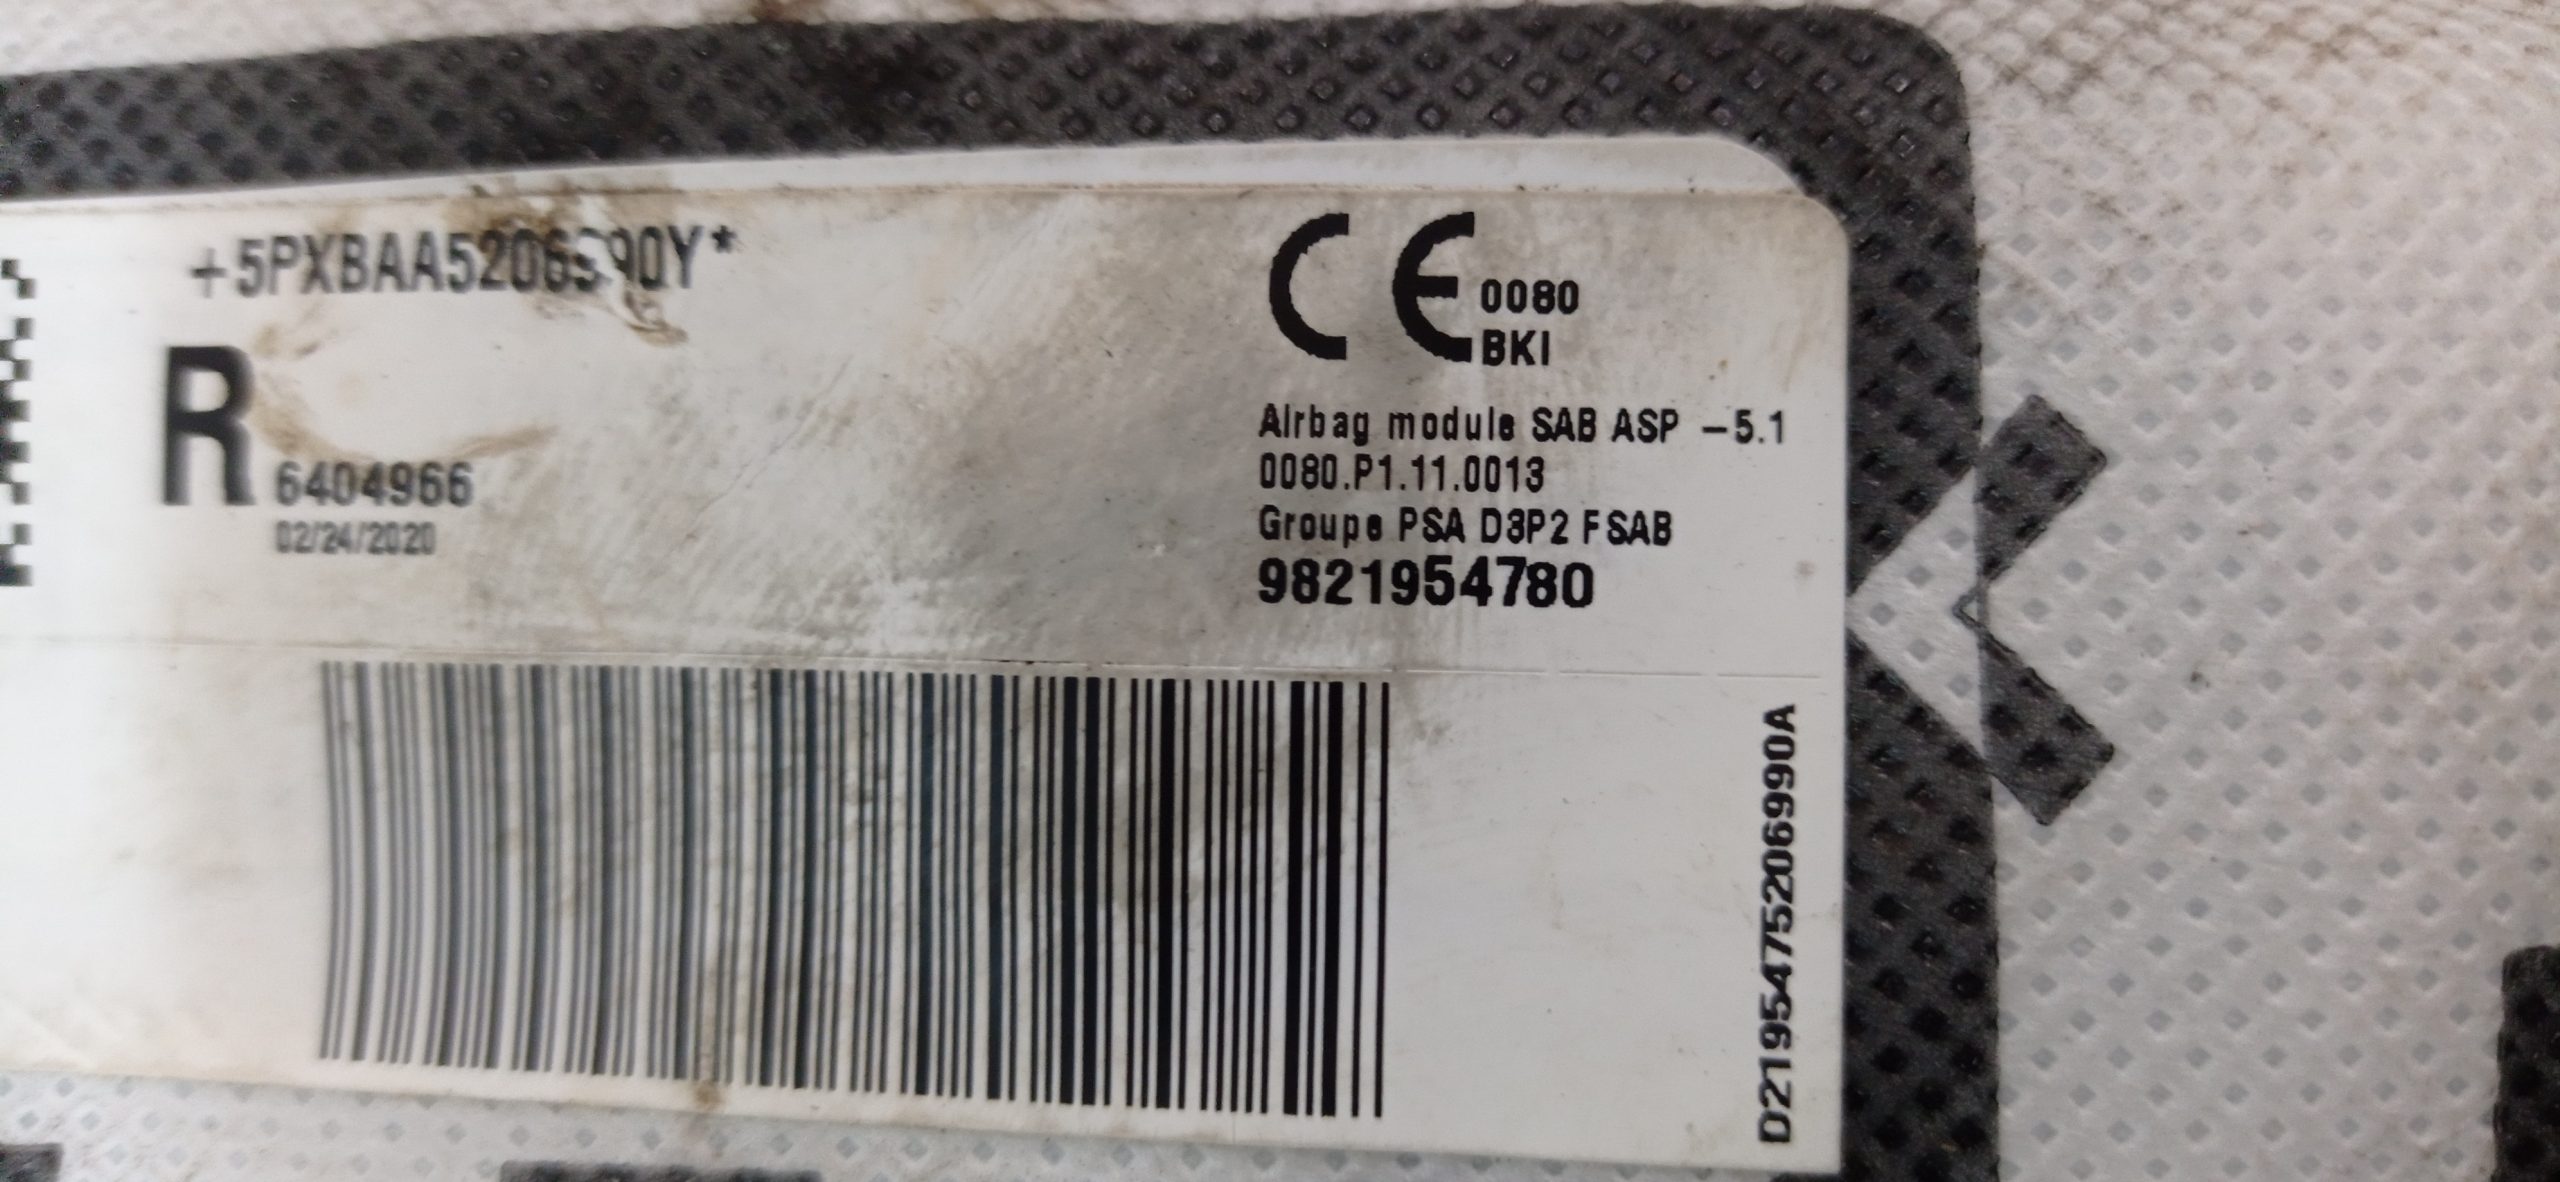 +5PXBAA5206990Y*
R
6404966
02/24/2020
CE 0080
BKI
Airbag module SAB ASP -5.1
0080.P1.11.0013
Groupe PSA D3P2 FSAB
9821954780
D21954775206990A